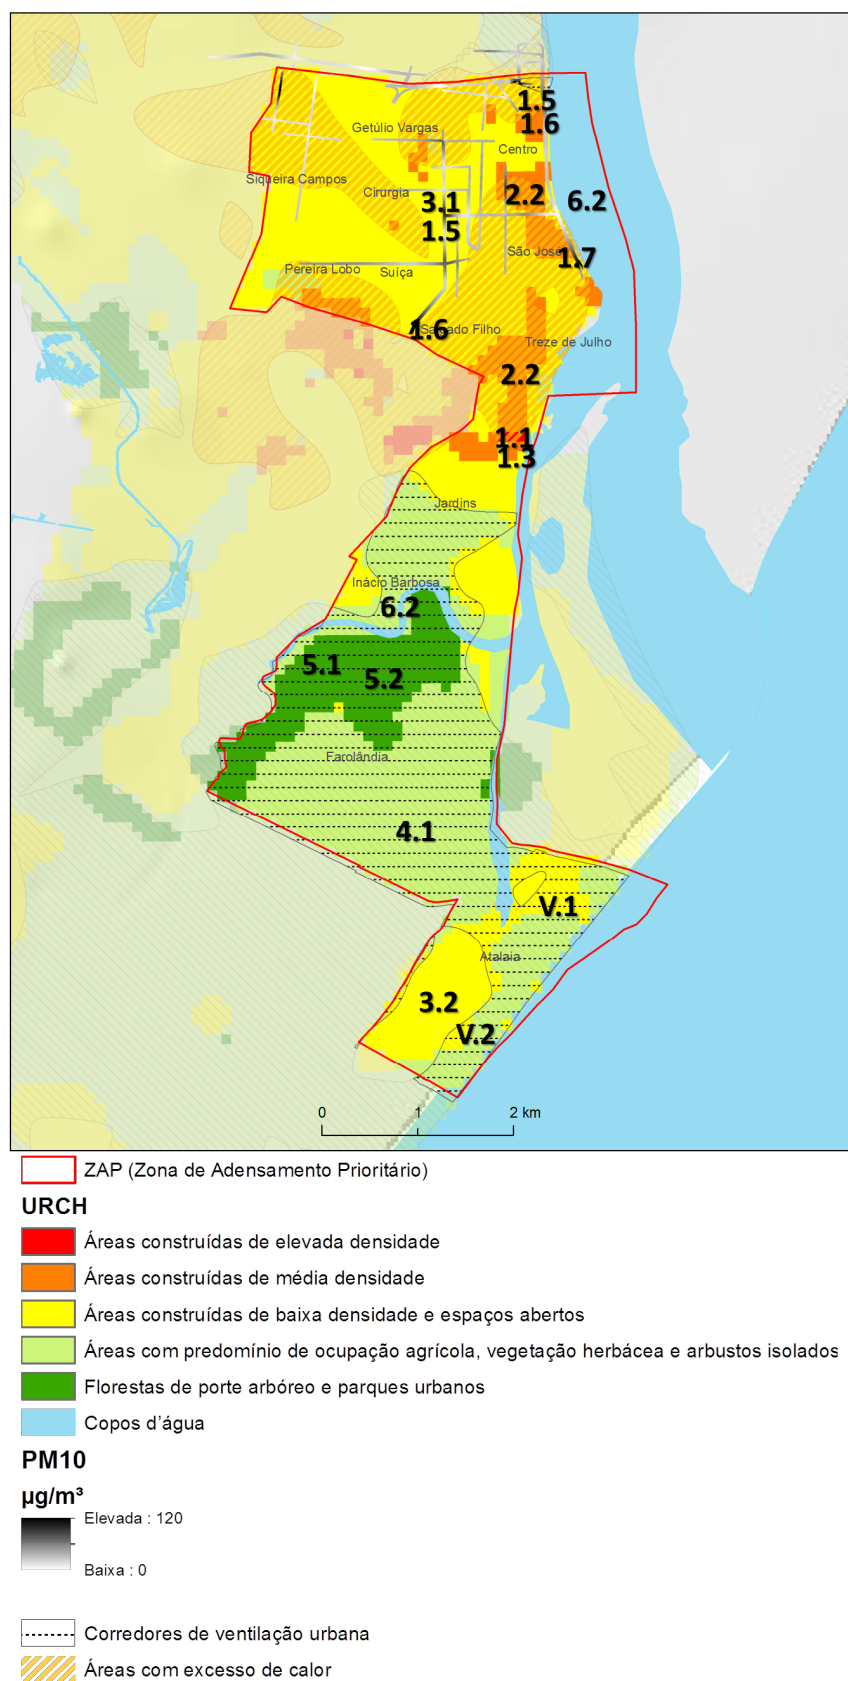 1.5
1.6
Getúlio Vargas
Centro
Siqueira Campos
Cirurgia
3.1
2.2
6.2
1.5
São José
1.7
Pereira Lobo
Suíça
1.6
Salgado Filho
Treze de Julho
2.2
1.1
1.3
Jardins
Inácio Barbosa
6.2
5.1
5.2
Farolândia
4.1
V.1
Atalaia
3.2
V.2
0 1 2 km
ZAP (Zona de Adensamento Prioritário)
URCH
Áreas construídas de elevada densidade
Áreas construídas de média densidade
Áreas construídas de baixa densidade e espaços abertos
Áreas com predomínio de ocupação agrícola, vegetação herbácea e arbustos isolados
Florestas de porte arbóreo e parques urbanos
Copos d'água
PM10
µg/m³
Elevada : 120
Baixa : 0
Corredores de ventilação urbana
Áreas com excesso de calor